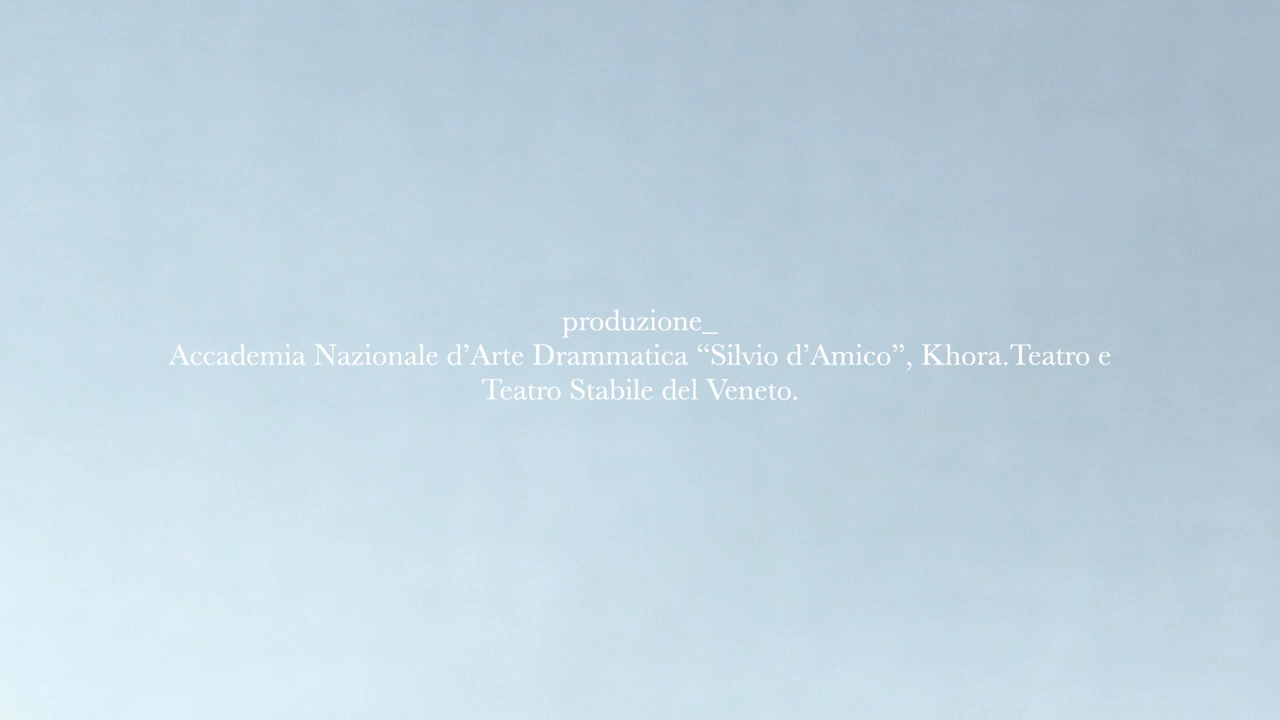 produzione_
Accademia Nazionale d’Arte Drammatica “Silvio d’Amico”, Khora.Teatro e
Teatro Stabile del Veneto.